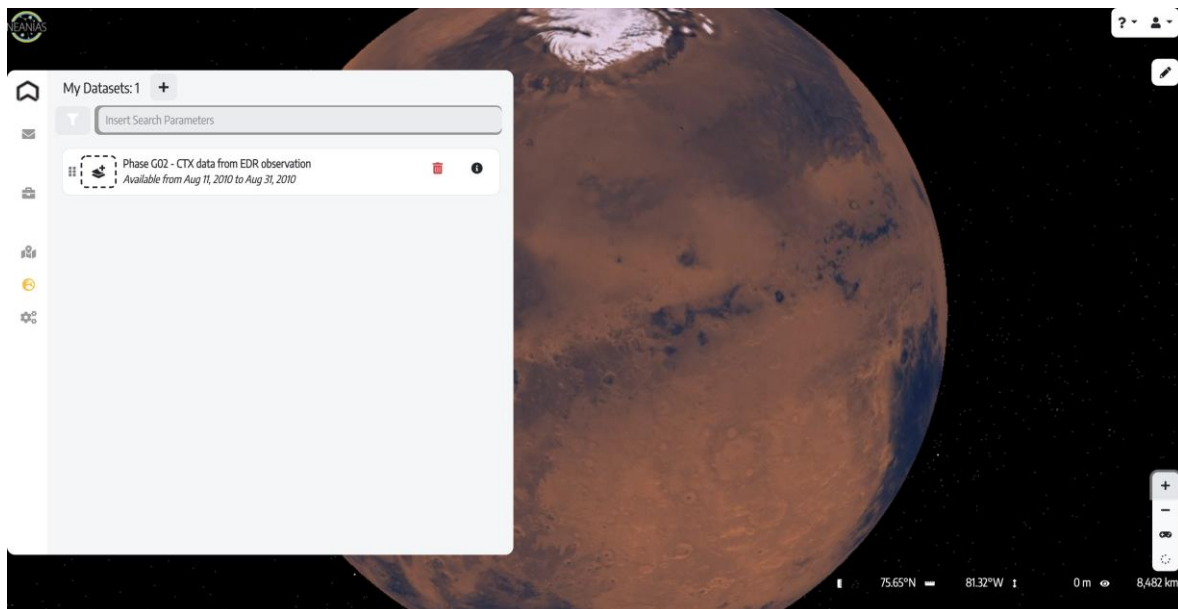 NEANIAS
? 
My Datasets: 1 +
Insert Search Parameters
Phase G02 - CTX data from EDR observation
Available from Aug 11, 2010 to Aug 31, 2010
+
−
75.65°N 81.32°W 0 m 8,482 km